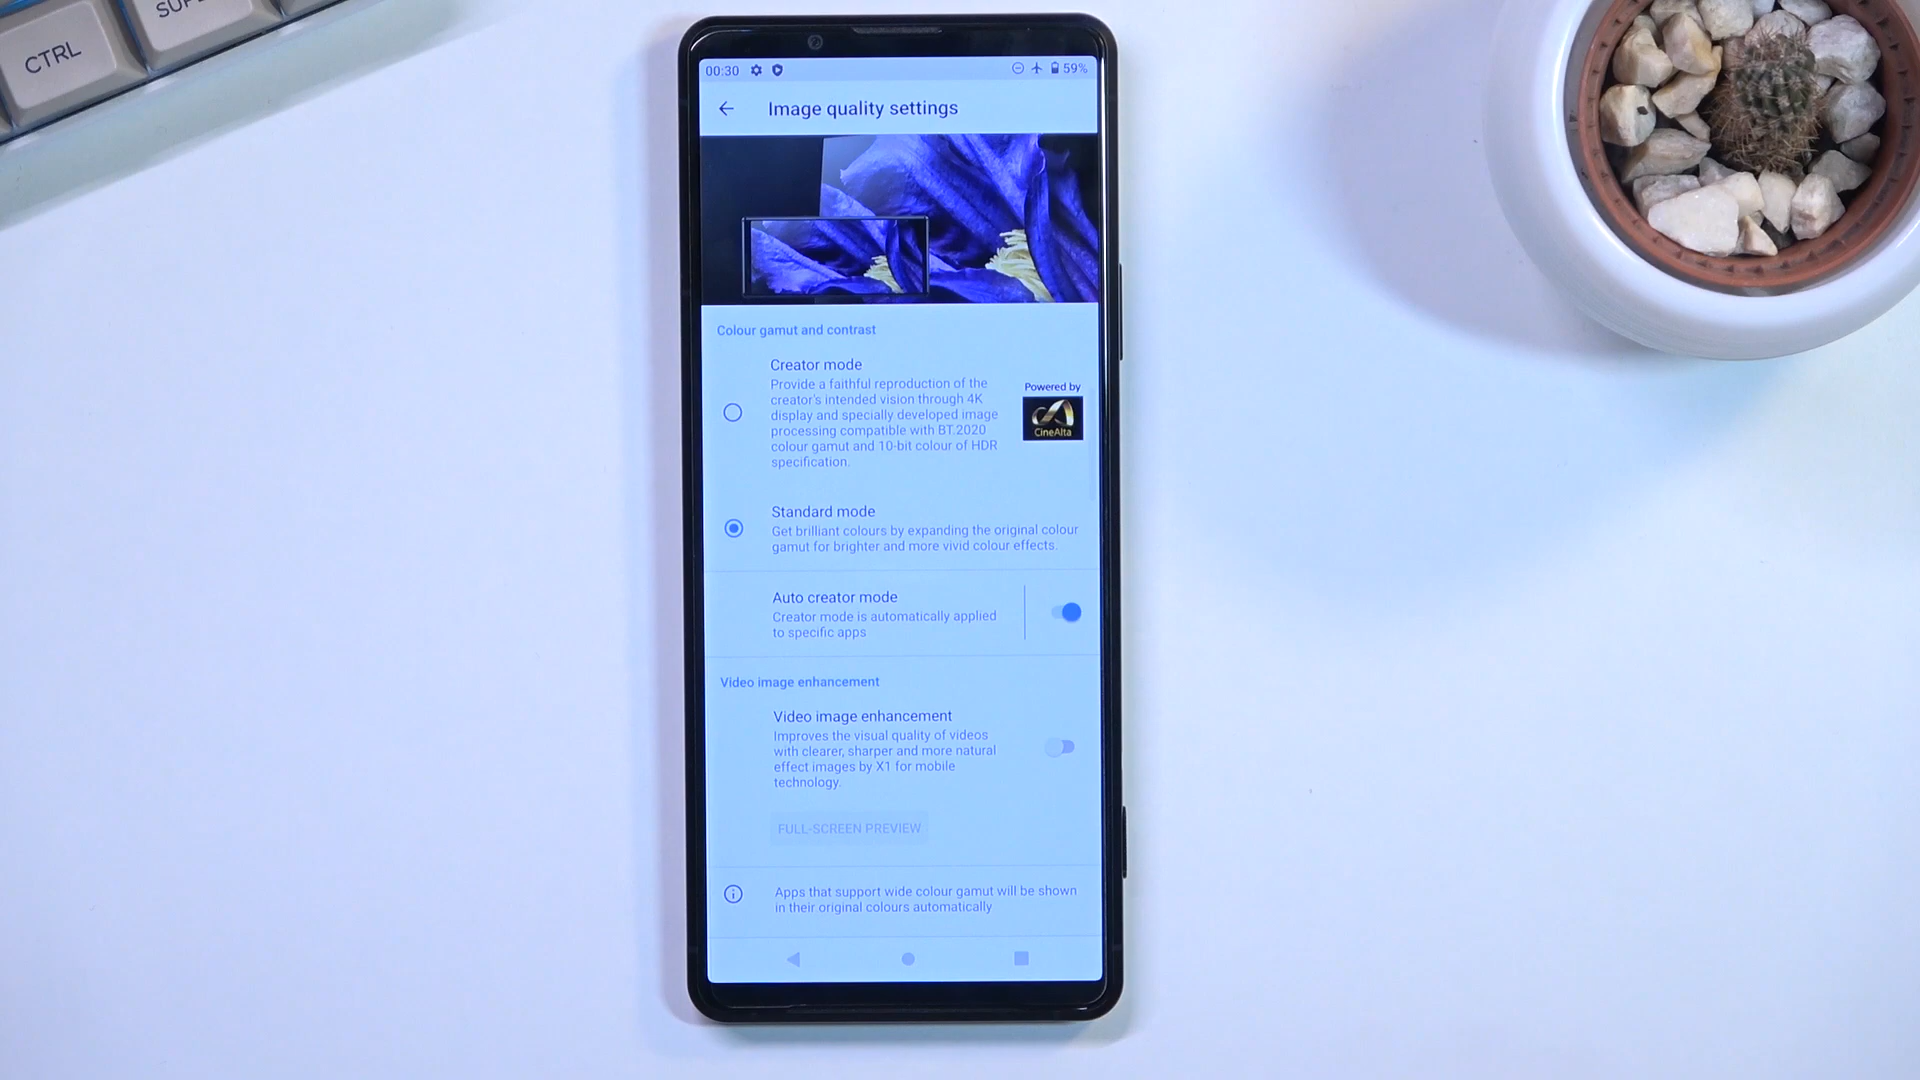 CTRL
00:30
59%
Image quality settings
Colour gamut and contrast
Creator mode
Provide a faithful reproduction of the
creator's intended vision through 4K
display and specially developed image
processing compatible with BT.2020
colour gamut and 10-bit colour of HDR
specification.
Powered by
CineAlta
Standard mode
Get brilliant colours by expanding the original colour
gamut for brighter and more vivid colour effects.
Auto creator mode
Creator mode is automatically applied
to specific apps
Video image enhancement
Video image enhancement
Improves the visual quality of videos
with clearer, sharper and more natural
effect images by X1 for mobile
technology.
FULL-SCREEN PREVIEW
Apps that support wide colour gamut will be shown
in their original colours automatically